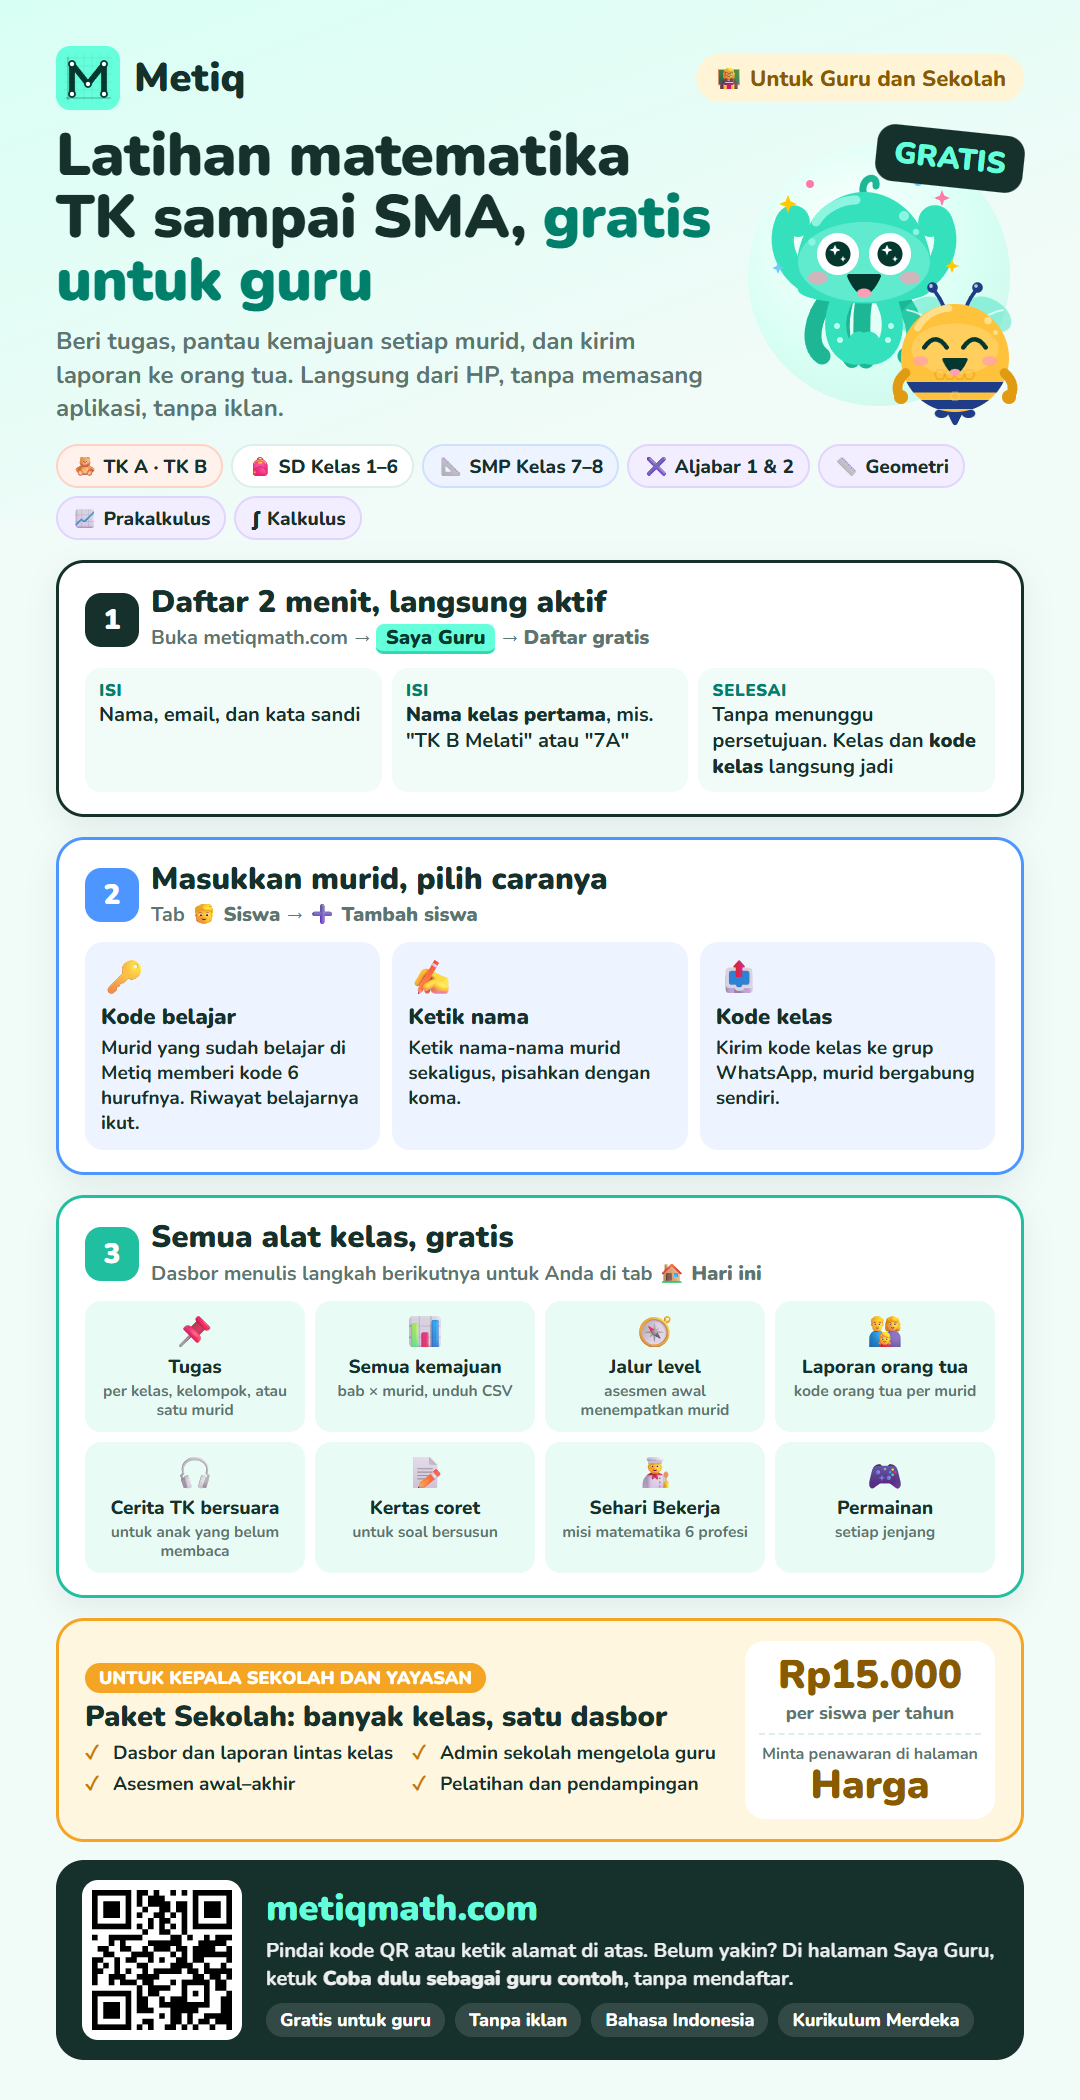 Metiq
Untuk Guru dan Sekolah
GRATIS
Latihan matematika
TK sampai SMA, gratis
untuk guru
Beri tugas, pantau kemajuan setiap murid, dan kirim
laporan ke orang tua. Langsung dari HP, tanpa memasang
aplikasi, tanpa iklan.
TK A · TK B
SD Kelas 1–6
SMP Kelas 7–8
Aljabar 1 & 2
Geometri
Prakalkulus
∫ Kalkulus
1
Daftar 2 menit, langsung aktif
Buka metiqmath.com → Saya Guru → Daftar gratis
ISI
Nama, email, dan kata sandi
ISI
Nama kelas pertama, mis.
"TK B Melati" atau "7A"
SELESAI
Tanpa menunggu
persetujuan. Kelas dan kode
kelas langsung jadi
2
Masukkan murid, pilih caranya
Tab Siswa → Tambah siswa
Kode belajar
Murid yang sudah belajar di
Metiq memberi kode 6
hurufnya. Riwayat belajarnya
ikut.
Ketik nama
Ketik nama-nama murid
sekaligus, pisahkan dengan
koma.
Kode kelas
Kirim kode kelas ke grup
WhatsApp, murid bergabung
sendiri.
3
Semua alat kelas, gratis
Dasbor menulis langkah berikutnya untuk Anda di tab Hari ini
Tugas
per kelas, kelompok, atau
satu murid
Semua kemajuan
bab × murid, unduh CSV
Jalur level
asesmen awal
menempatkan murid
Laporan orang tua
kode orang tua per murid
Cerita TK bersuara
untuk anak yang belum
membaca
Kertas coret
untuk soal bersusun
Sehari Bekerja
misi matematika 6 profesi
Permainan
setiap jenjang
UNTUK KEPALA SEKOLAH DAN YAYASAN
Paket Sekolah: banyak kelas, satu dasbor
✓ Dasbor dan laporan lintas kelas
✓ Admin sekolah mengelola guru
✓ Asesmen awal–akhir
✓ Pelatihan dan pendampingan
Rp15.000
per siswa per tahun
Minta penawaran di halaman
Harga
metiqmath.com
Pindai kode QR atau ketik alamat di atas. Belum yakin? Di halaman Saya Guru,
ketuk Coba dulu sebagai guru contoh, tanpa mendaftar.
Gratis untuk guru
Tanpa iklan
Bahasa Indonesia
Kurikulum Merdeka